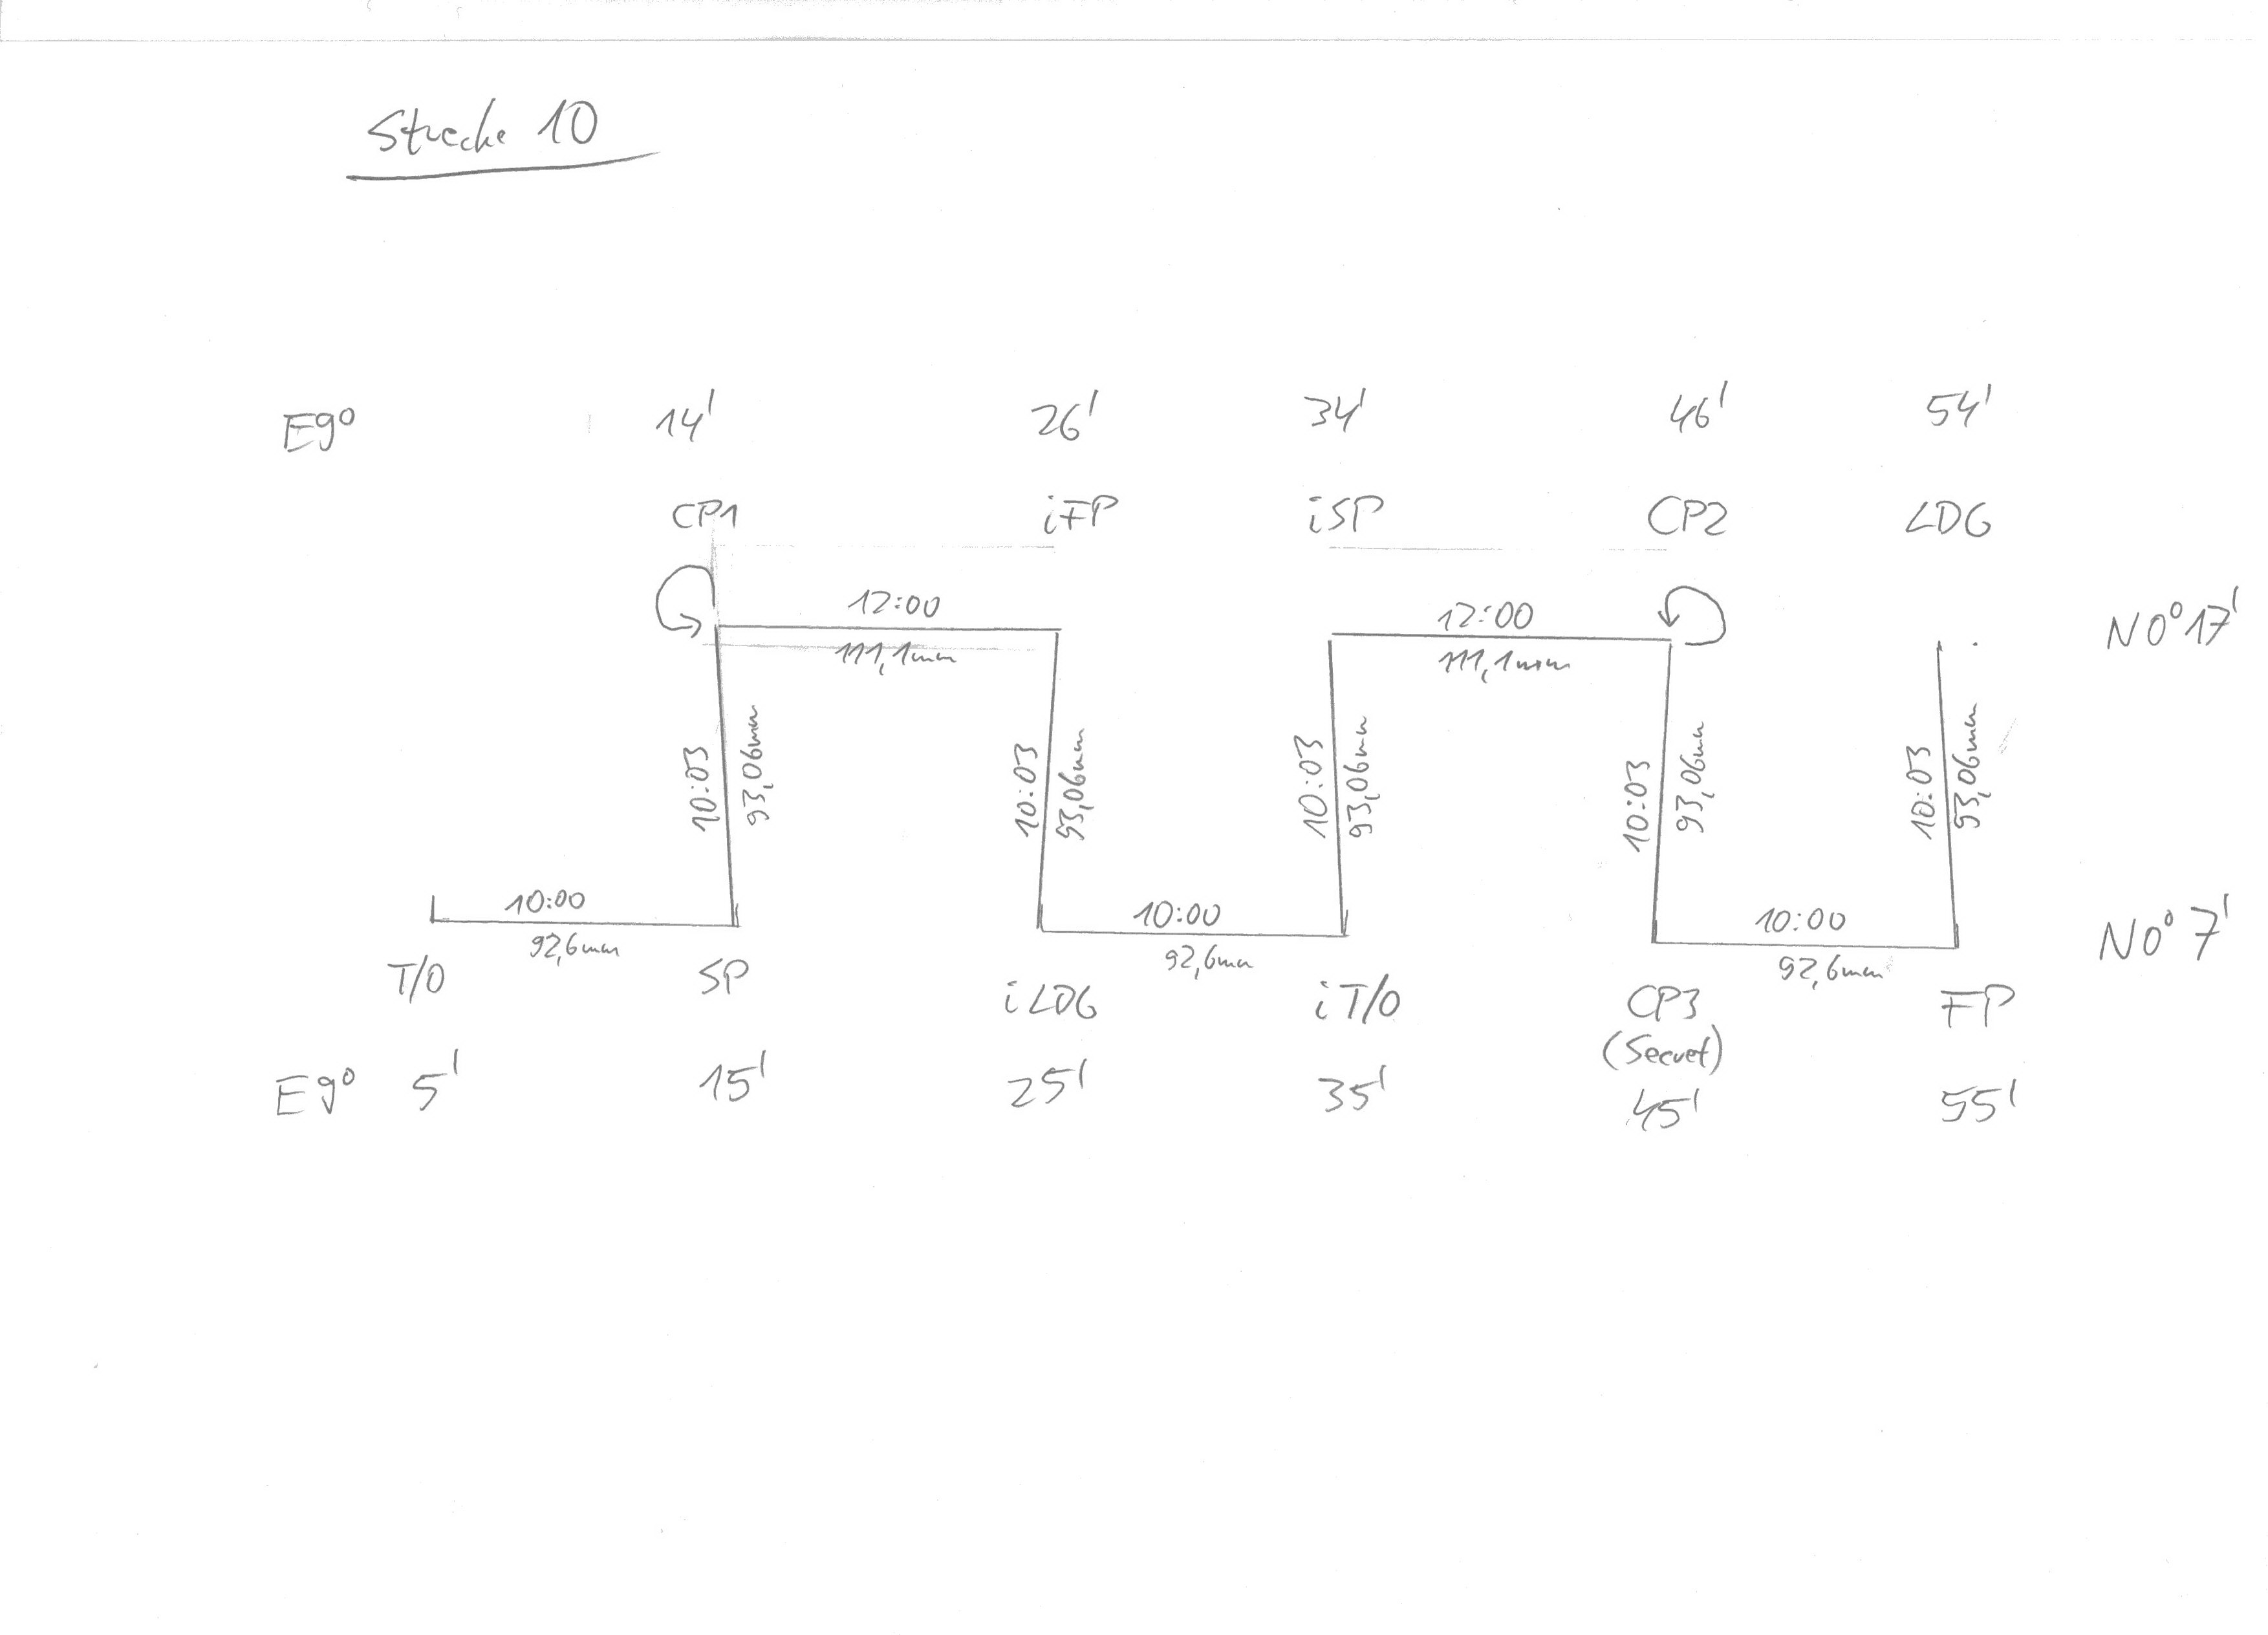 Strecke 10
E9° 14' 26' 34' 46' 54'
CP1 iFP iSP CP2 LDG
12:00 12:00
N0° 17'
111,1mm 111,1mm
10:03 93,06mm 10:03 93,06mm 10:03 93,06mm 10:03 93,06mm 10:03 93,06mm
10:00 10:00 10:00
N0° 7'
92,6mm 92,6mm 92,6mm
T/O SP iLDG iT/O CP3 FP
(Secret)
E9° 5' 15' 25' 35' 45' 55'